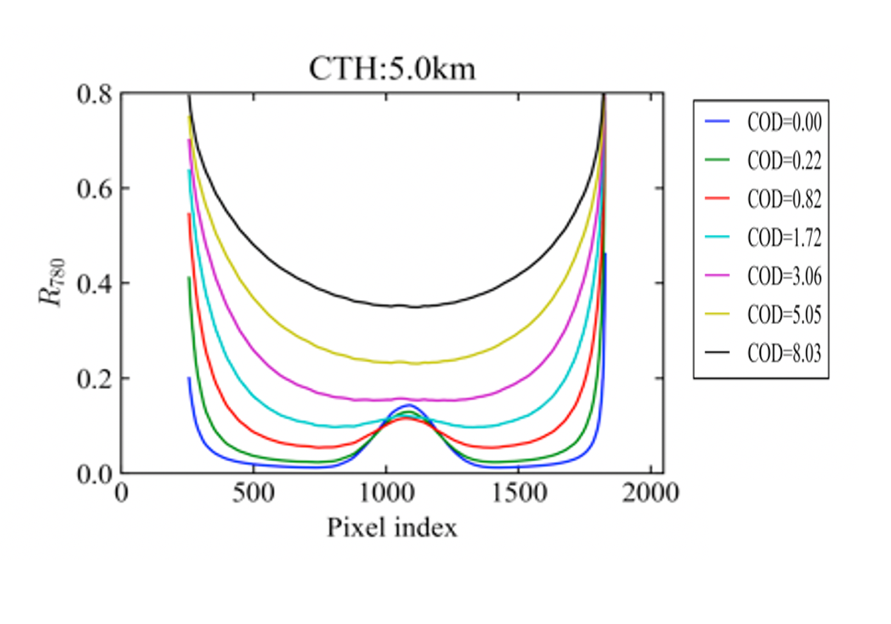 CTH:5.0km
0.8
0.6
0.4
0.2
0.0
R780
0 500 1000 1500 2000
Pixel index
COD=0.00
COD=0.22
COD=0.82
COD=1.72
COD=3.06
COD=5.05
COD=8.03